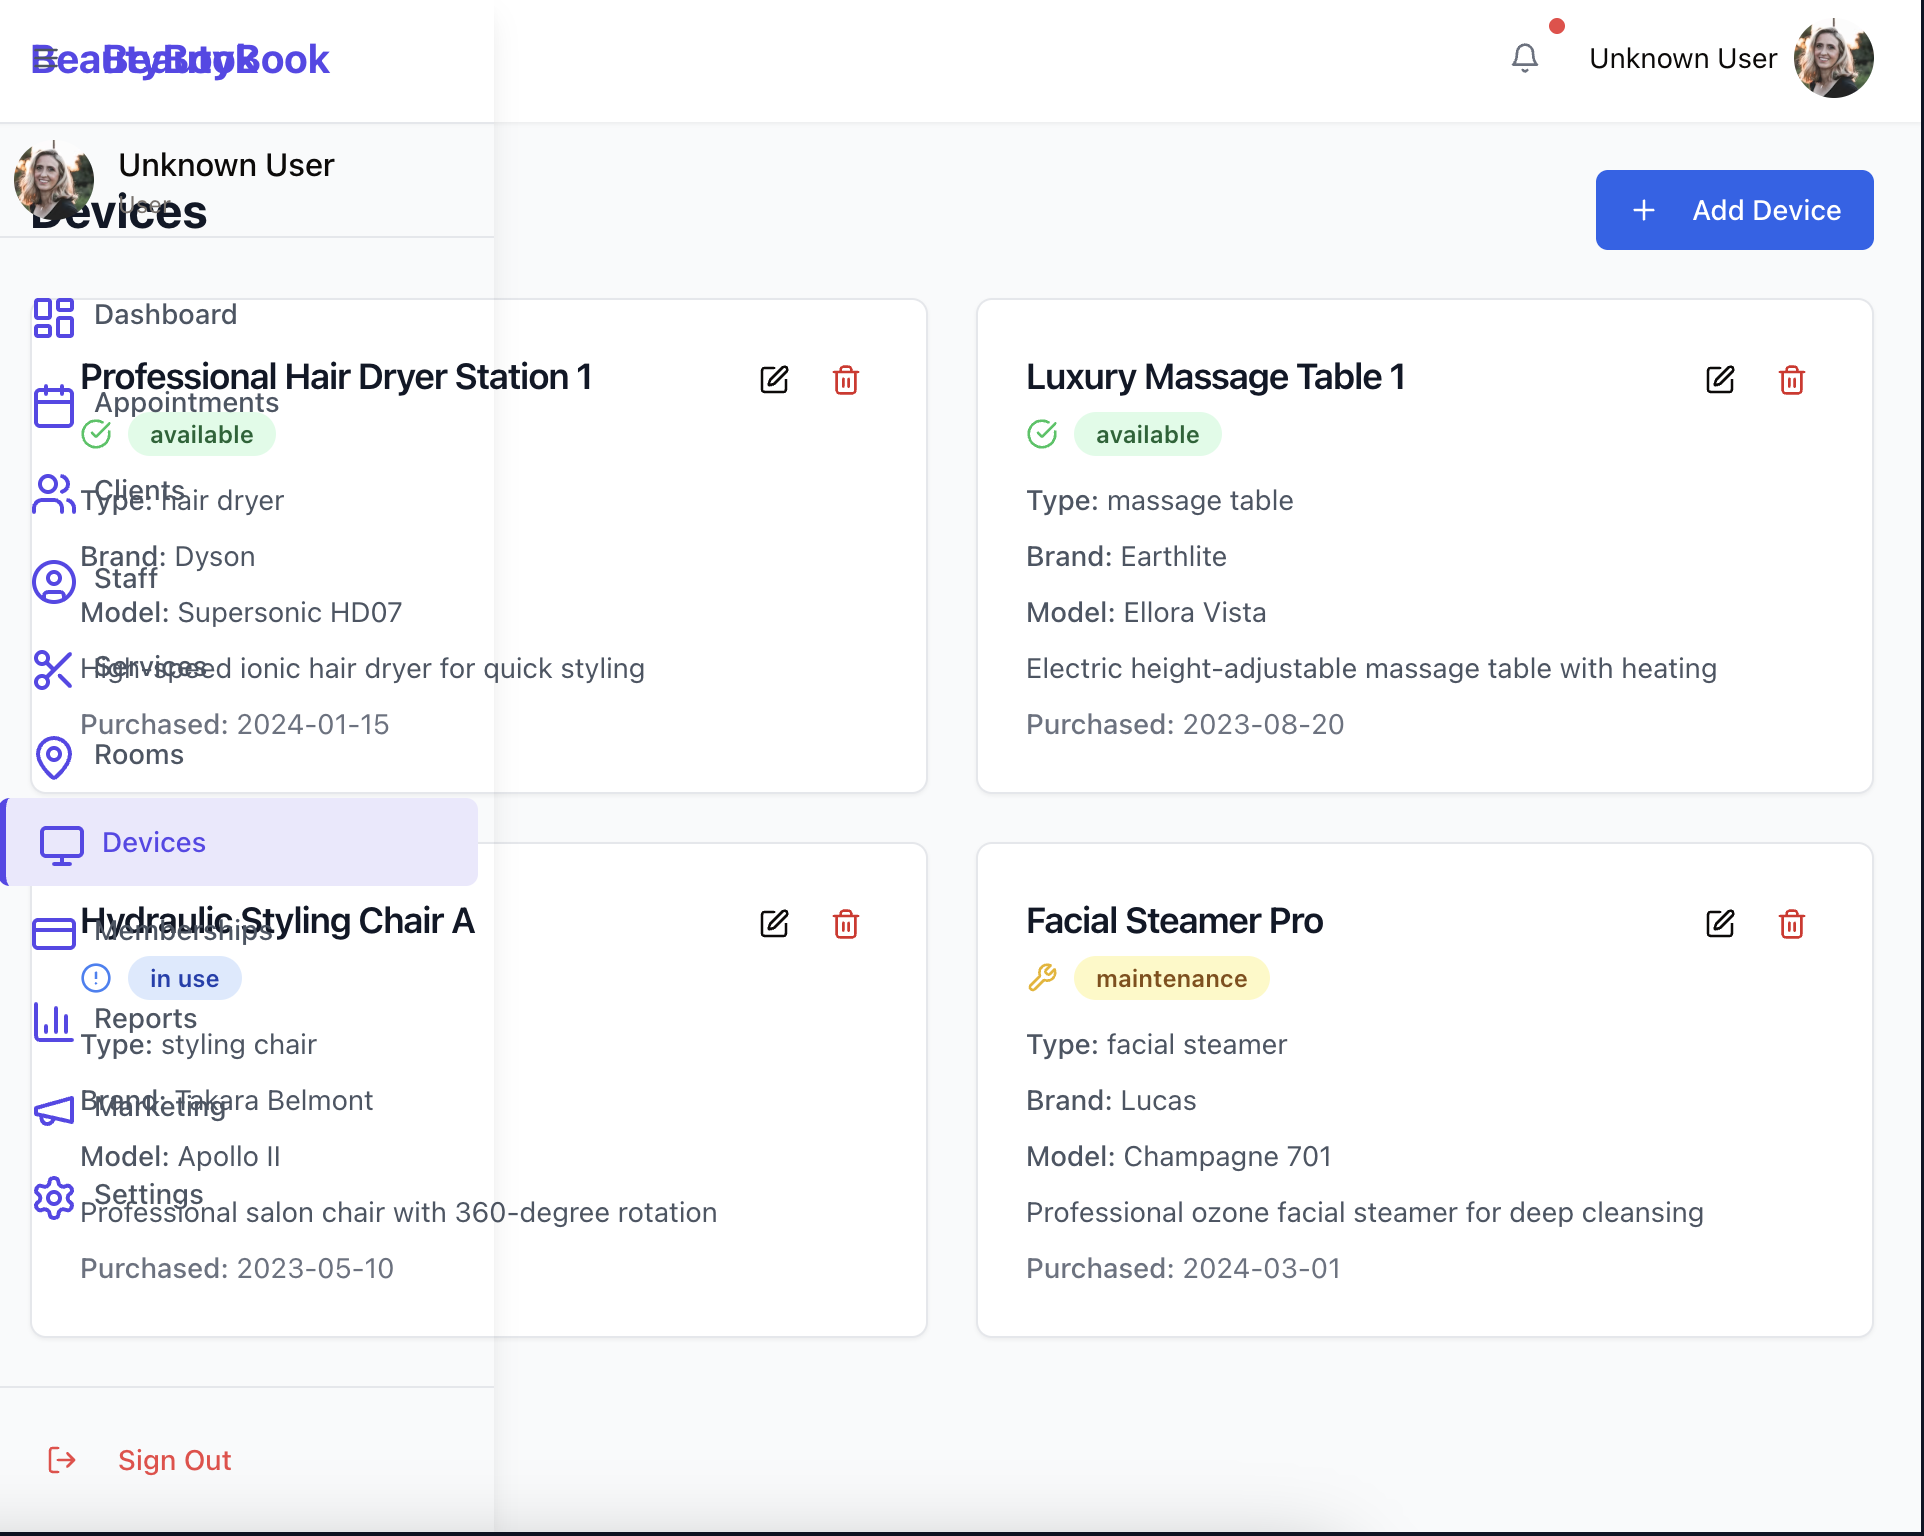 BeautyBook
BeautyBook
Unknown User
Unknown User
User
Devices
Add Device
Dashboard
Appointments
Clients
Staff
Services
Rooms
Devices
Memberships
Reports
Marketing
Settings
Sign Out
Professional Hair Dryer Station 1
available
Type: hair dryer
Brand: Dyson
Model: Supersonic HD07
High-speed ionic hair dryer for quick styling
Purchased: 2024-01-15
Luxury Massage Table 1
available
Type: massage table
Brand: Earthlite
Model: Ellora Vista
Electric height-adjustable massage table with heating
Purchased: 2023-08-20
Hydraulic Styling Chair A
in use
Type: styling chair
Brand: Takara Belmont
Model: Apollo II
Professional salon chair with 360-degree rotation
Purchased: 2023-05-10
Facial Steamer Pro
maintenance
Type: facial steamer
Brand: Lucas
Model: Champagne 701
Professional ozone facial steamer for deep cleansing
Purchased: 2024-03-01